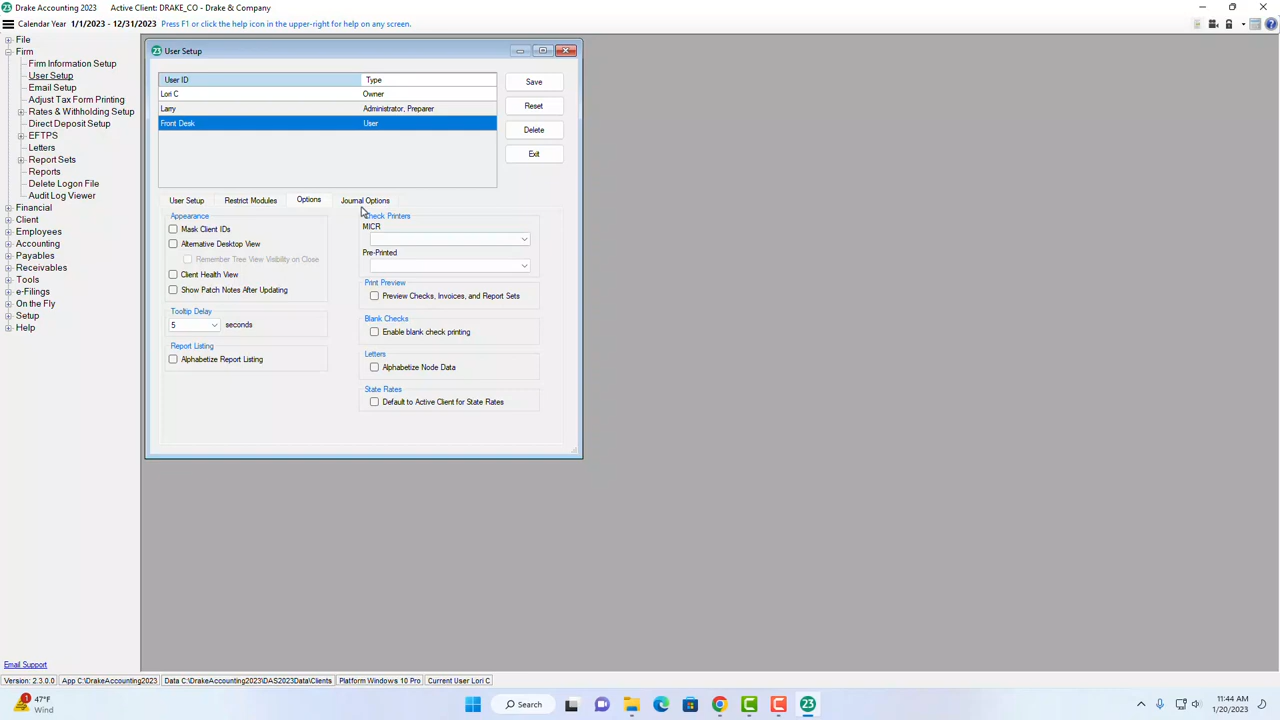 Drake Accounting 2023 Active Client: DRAKE_CO - Drake & Company
Calendar Year 1/1/2023 - 12/31/2023 Press F1 or click the help icon in the upper-right for help on any screen.
File
Firm
Firm Information Setup
User Setup
Email Setup
Adjust Tax Form Printing
Rates & Withholding Setup
Direct Deposit Setup
EFTPS
Letters
Report Sets
Reports
Delete Logon File
Audit Log Viewer
Financial
Client
Employees
Accounting
Payables
Receivables
Tools
e-Filings
On the Fly
Setup
Help
Email Support
23 User Setup
User ID Type
Lori C Owner
Larry Administrator, Preparer
Front Desk User
Save
Reset
Delete
Exit
User Setup Restrict Modules Options Journal Options
Appearance
Mask Client IDs
Alternative Desktop View
Remember Tree View Visibility on Close
Client Health View
Show Patch Notes After Updating
Tooltip Delay
5 seconds
Report Listing
Alphabetize Report Listing
Check Printers
MICR
Pre-Printed
Print Preview
Preview Checks, Invoices, and Report Sets
Blank Checks
Enable blank check printing
Letters
Alphabetize Node Data
State Rates
Default to Active Client for State Rates
Version: 2.3.0.0 App C:\DrakeAccounting2023 Data C:\DrakeAccounting2023\DAS2023Data\Clients Platform Windows 10 Pro Current User Lori C
1 47°F
Wind
Search
23
11:44 AM
1/20/2023